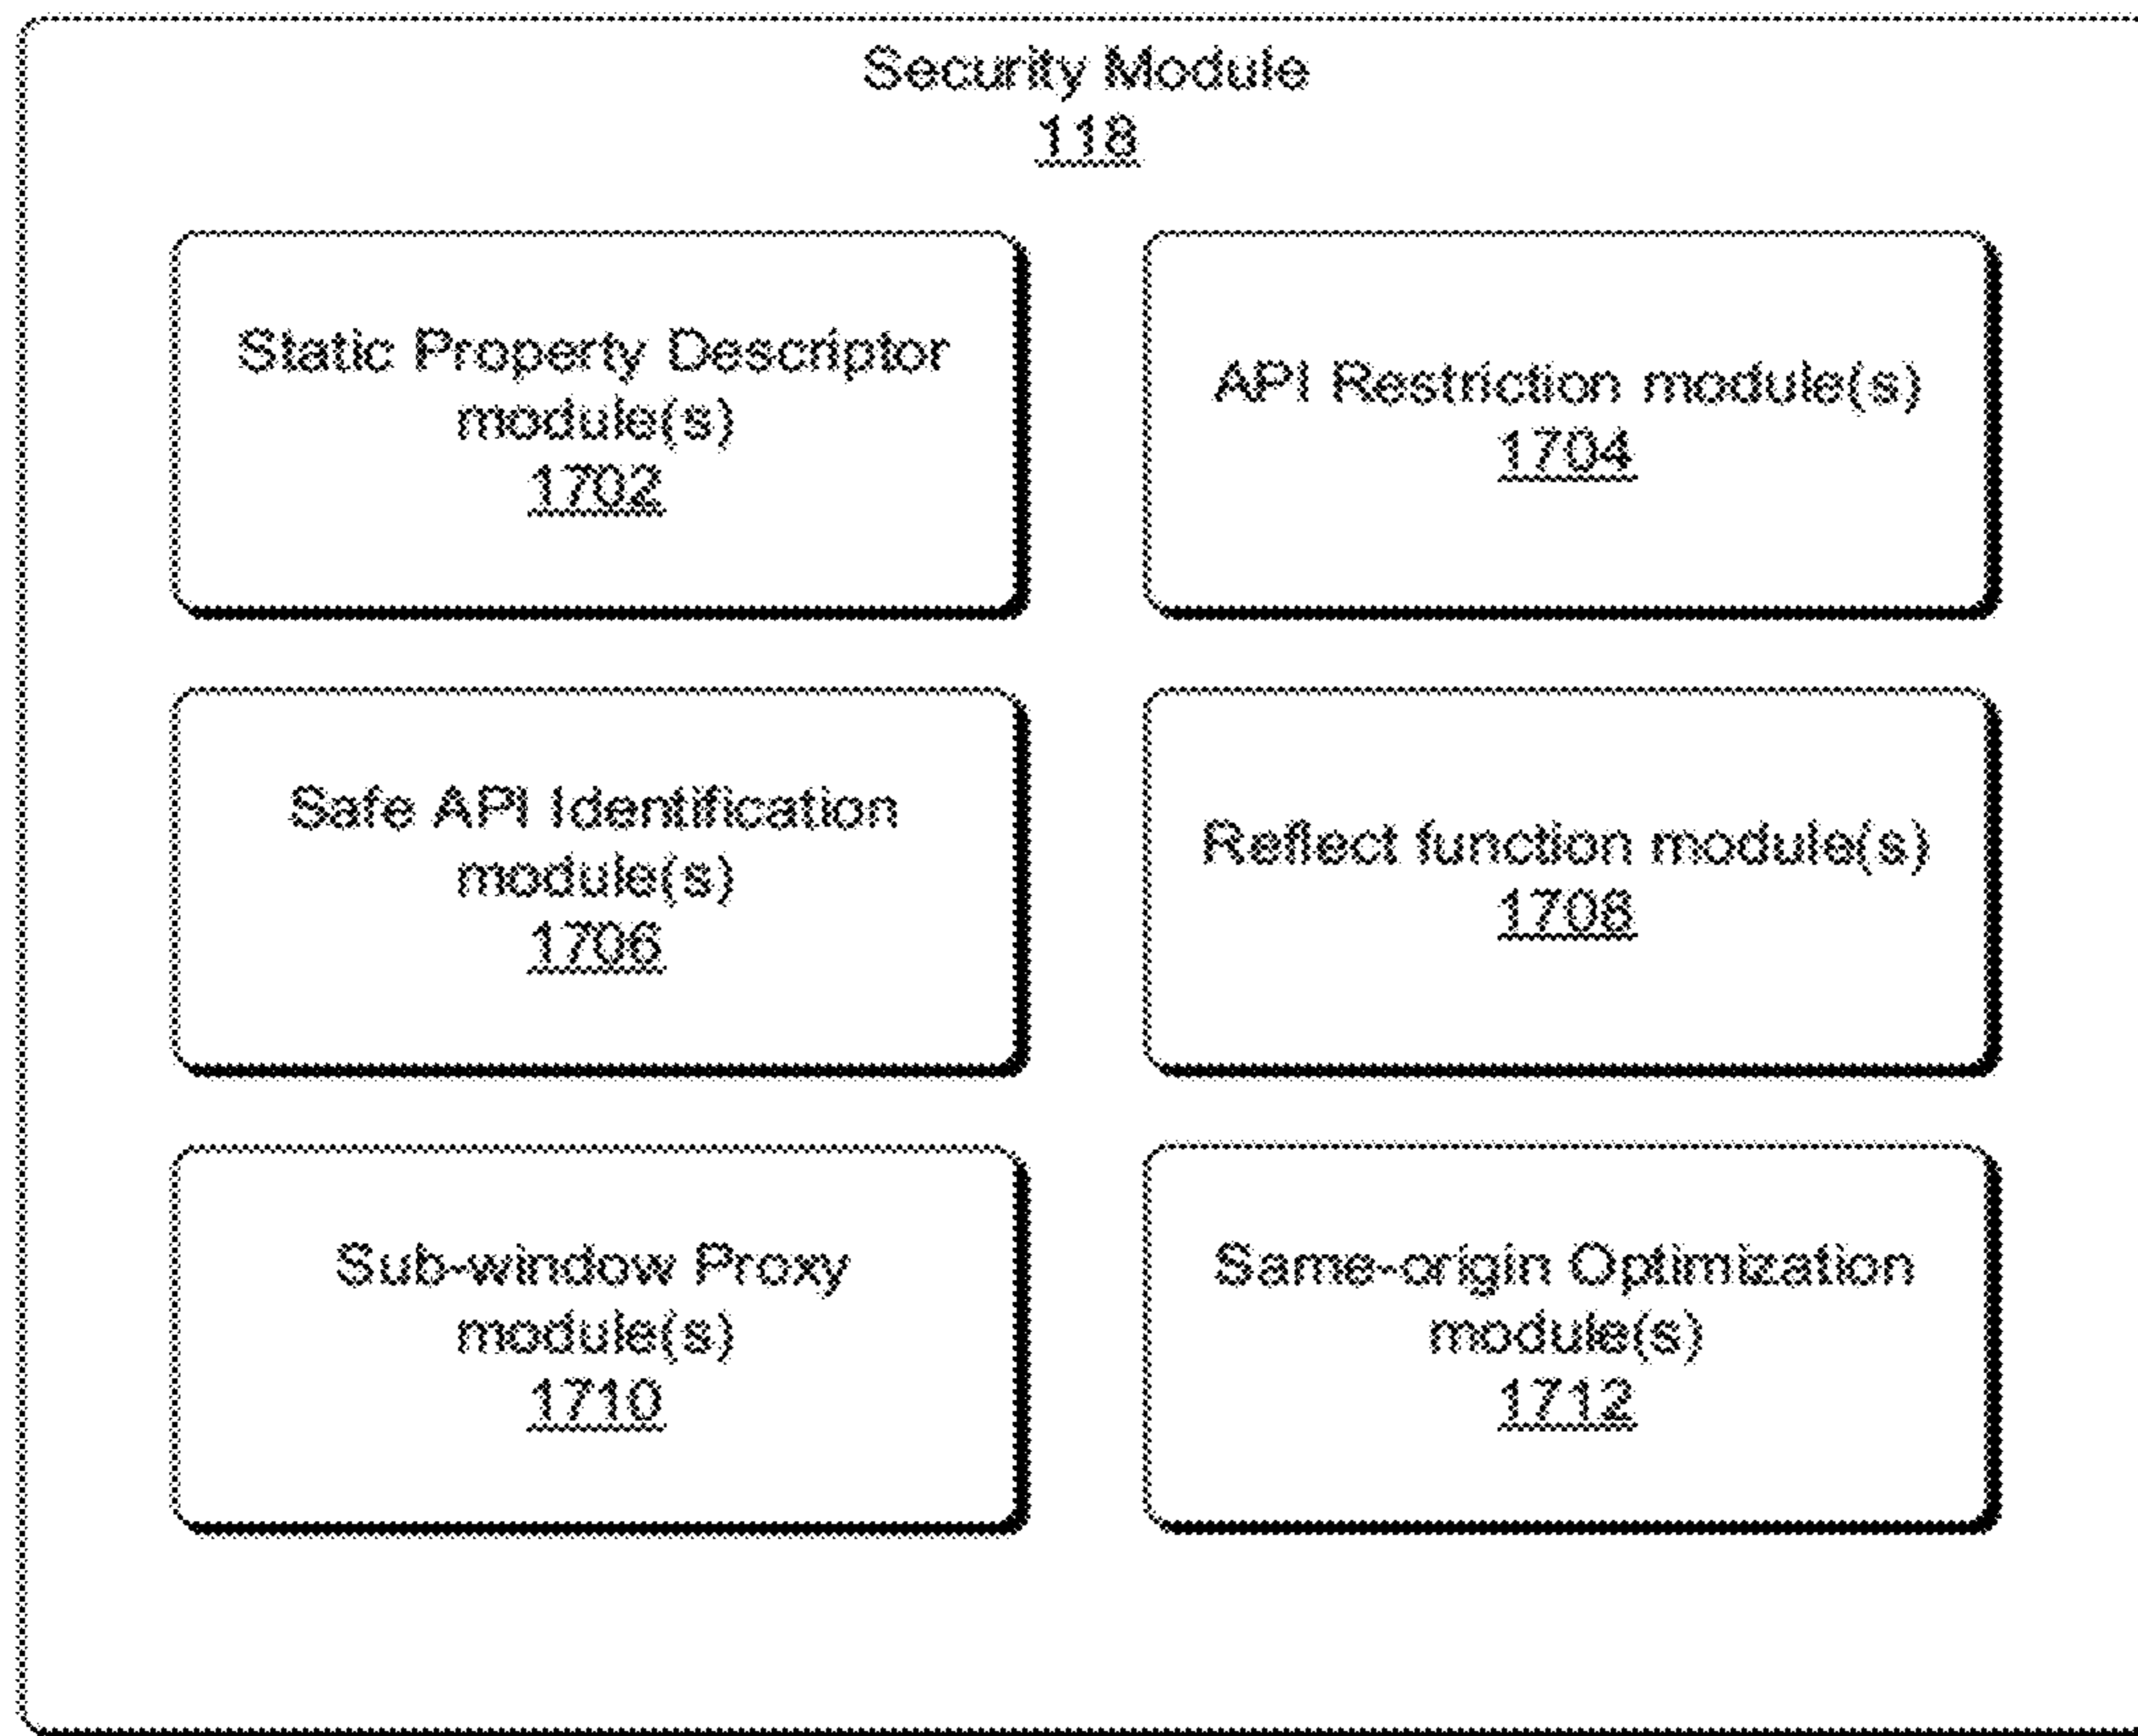 Security Module
118
Static Property Descriptor
module(s)
1702
API Restriction module(s)
1704
Safe API Identification
module(s)
1706
Reflect function module(s)
1708
Sub-window Proxy
module(s)
1710
Same-origin Optimization
module(s)
1712